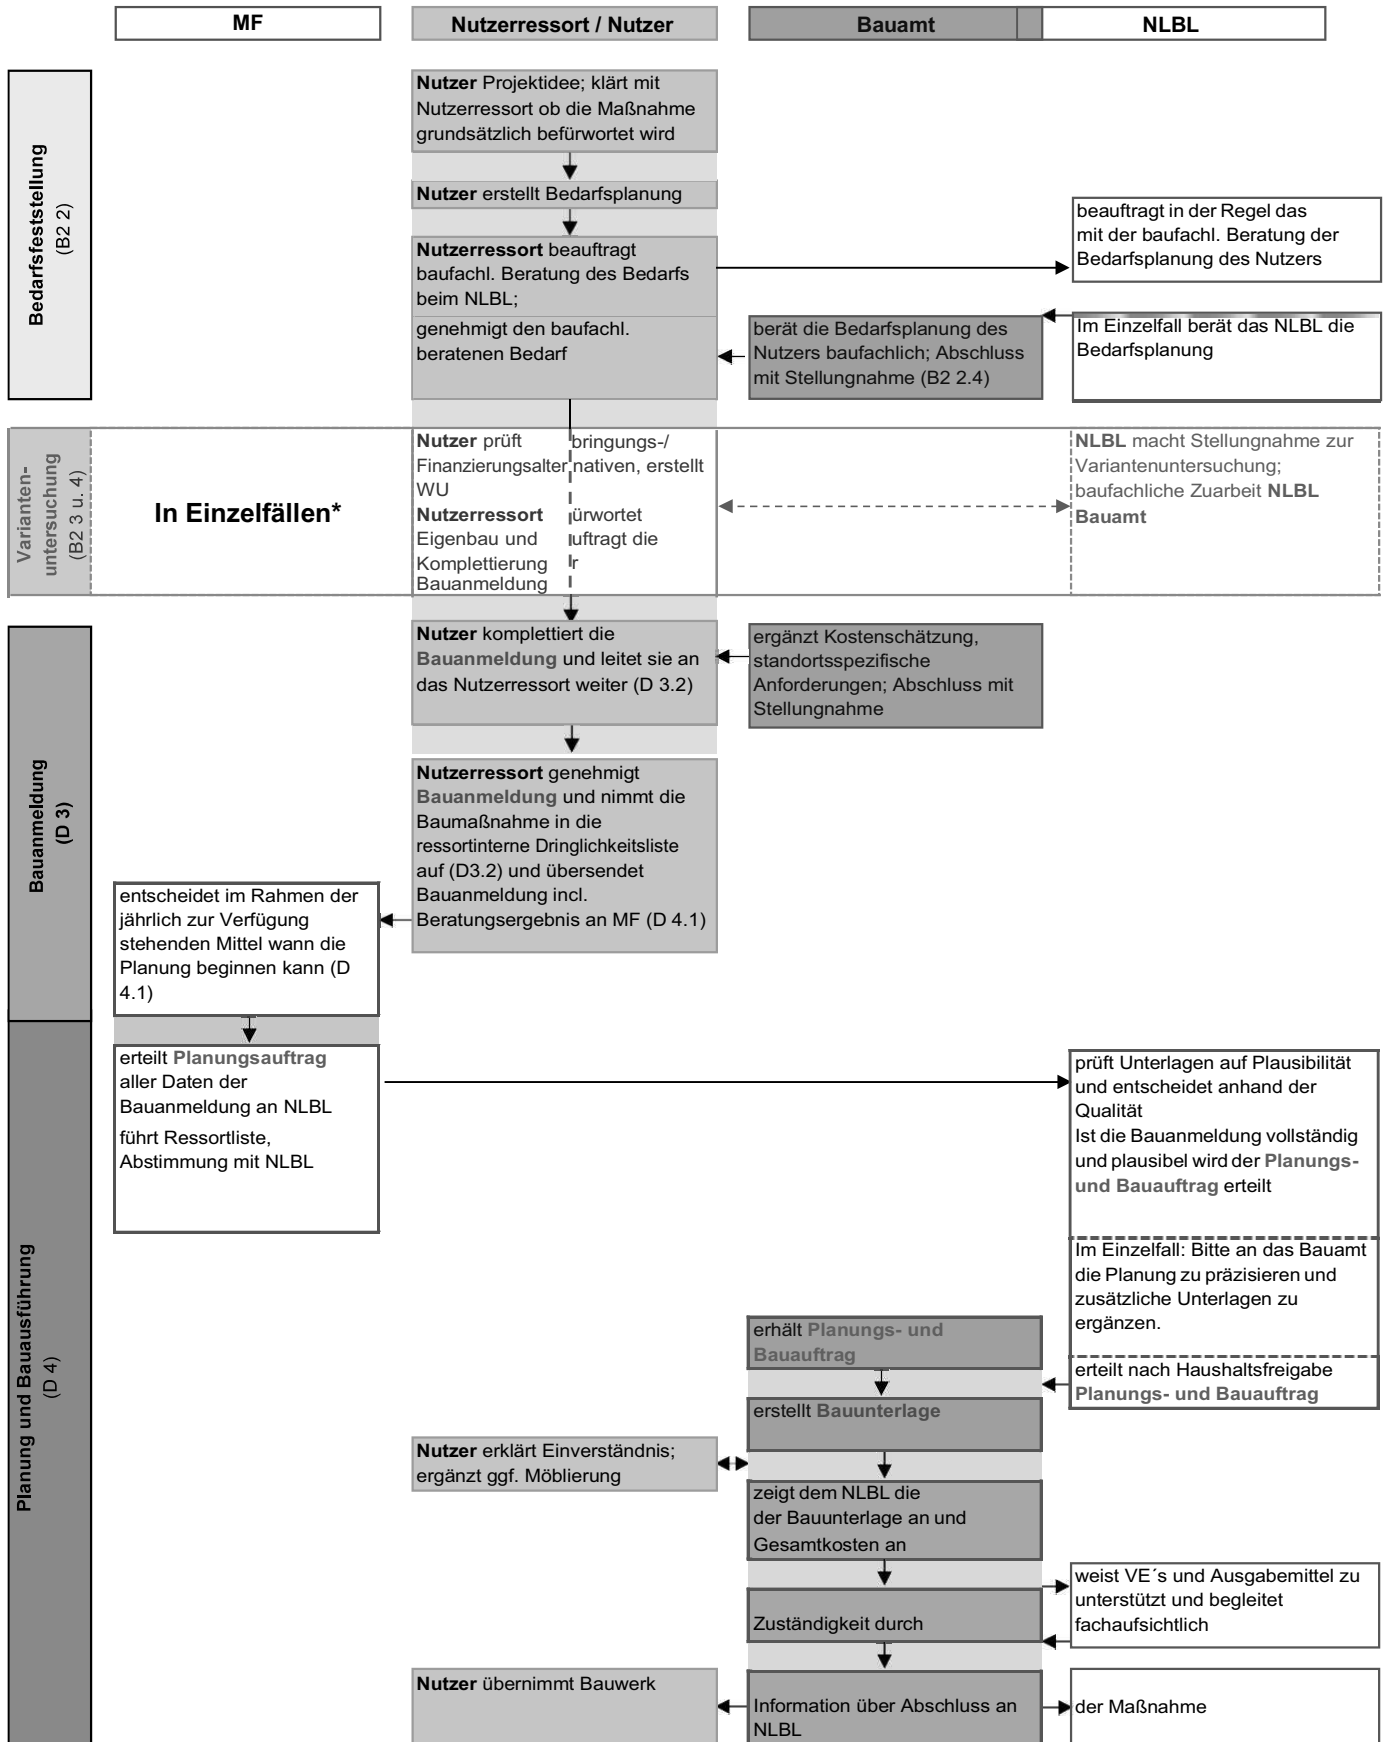 MF
Nutzerressort / Nutzer
Bauamt
NLBL
Bedarfsfeststellung
(B2 2)
Nutzer Projektidee; klärt mit
Nutzerressort ob die Maßnahme
grundsätzlich befürwortet wird
Nutzer erstellt Bedarfsplanung
Nutzerressort beauftragt
baufachl. Beratung des Bedarfs
beim NLBL;
genehmigt den baufachl.
beratenen Bedarf
beauftragt in der Regel das
mit der baufachl. Beratung der
Bedarfsplanung des Nutzers
berät die Bedarfsplanung des
Nutzers baufachlich; Abschluss
mit Stellungnahme (B2 2.4)
Im Einzelfall berät das NLBL die
Bedarfsplanung
Varianten-
untersuchung
(B2 3 u. 4)
In Einzelfällen*
Nutzer prüft bringungs-/
Finanzierungsalternativen, erstellt
WU
Nutzerressort ürwortet
Eigenbau und uftragt die
Komplettierung r
Bauanmeldung
NLBL macht Stellungnahme zur
Variantenuntersuchung;
baufachliche Zuarbeit NLBL
Bauamt
Bauanmeldung
(D 3)
Nutzer komplettiert die
Bauanmeldung und leitet sie an
das Nutzerressort weiter (D 3.2)
ergänzt Kostenschätzung,
standortsspezifische
Anforderungen; Abschluss mit
Stellungnahme
Nutzerressort genehmigt
Bauanmeldung und nimmt die
Baumaßnahme in die
ressortinterne Dringlichkeitsliste
auf (D3.2) und übersendet
Bauanmeldung incl.
Beratungsergebnis an MF (D 4.1)
entscheidet im Rahmen der
jährlich zur Verfügung
stehenden Mittel wann die
Planung beginnen kann (D
4.1)
Planung und Bauausführung
(D 4)
erteilt Planungsauftrag
aller Daten der
Bauanmeldung an NLBL
führt Ressortliste,
Abstimmung mit NLBL
prüft Unterlagen auf Plausibilität
und entscheidet anhand der
Qualität
Ist die Bauanmeldung vollständig
und plausibel wird der Planungs-
und Bauauftrag erteilt
Im Einzelfall: Bitte an das Bauamt
die Planung zu präzisieren und
zusätzliche Unterlagen zu
ergänzen.
erteilt nach Haushaltsfreigabe
Planungs- und Bauauftrag
erhält Planungs- und
Bauauftrag
erstellt Bauunterlage
Nutzer erklärt Einverständnis;
ergänzt ggf. Möblierung
zeigt dem NLBL die
der Bauunterlage an und
Gesamtkosten an
weist VE´s und Ausgabemittel zu
unterstützt und begleitet
fachaufsichtlich
Zuständigkeit durch
Nutzer übernimmt Bauwerk
Information über Abschluss an
NLBL
der Maßnahme